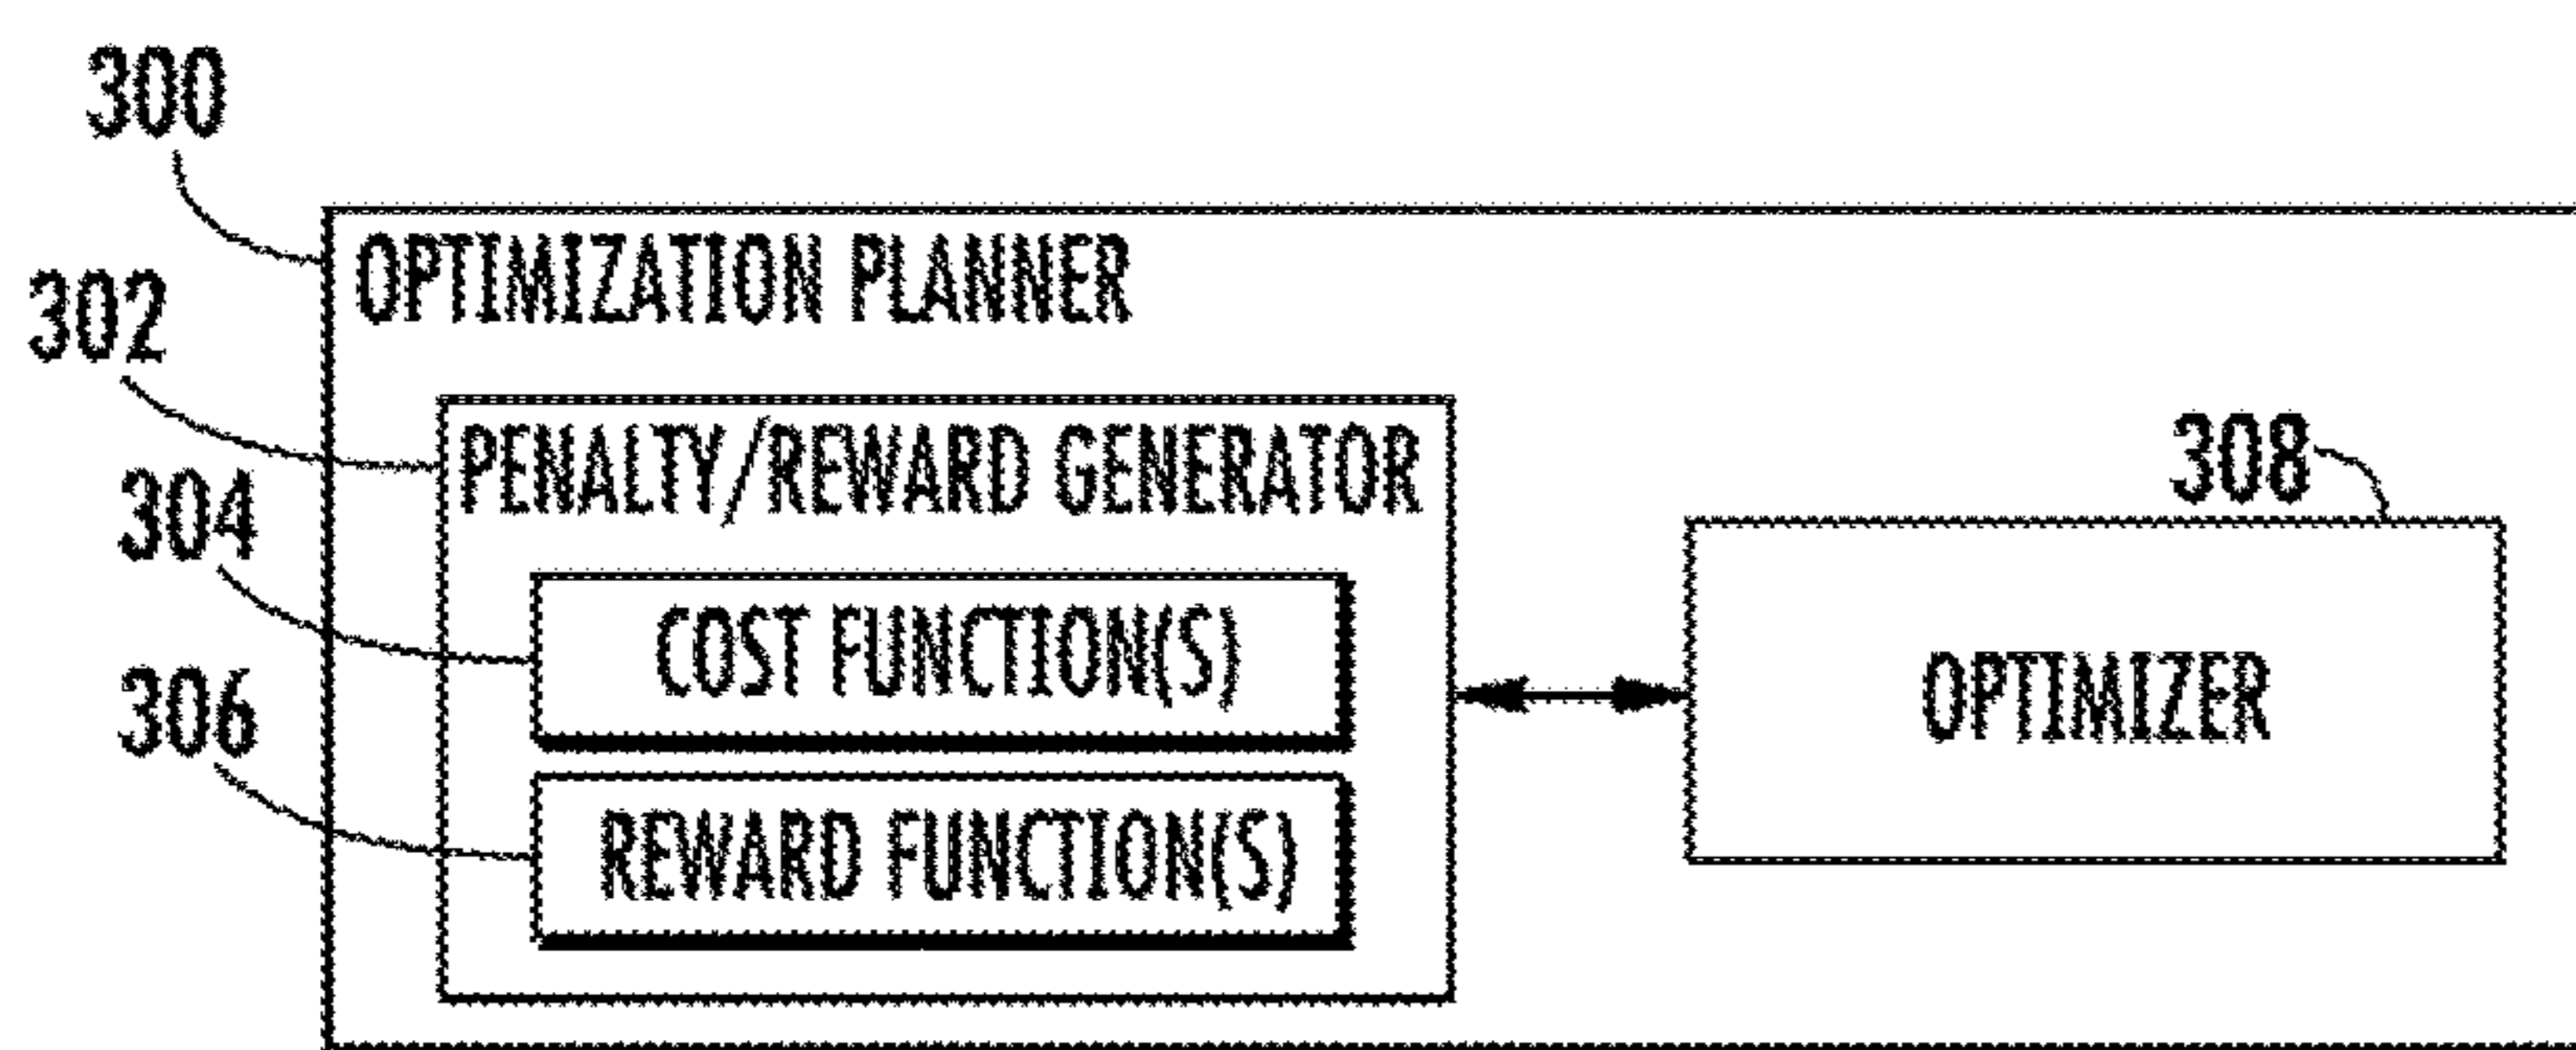 300
OPTIMIZATION PLANNER
302
PENALTY/REWARD GENERATOR
304
COST FUNCTION(S)
306
REWARD FUNCTION(S)
308
OPTIMIZER